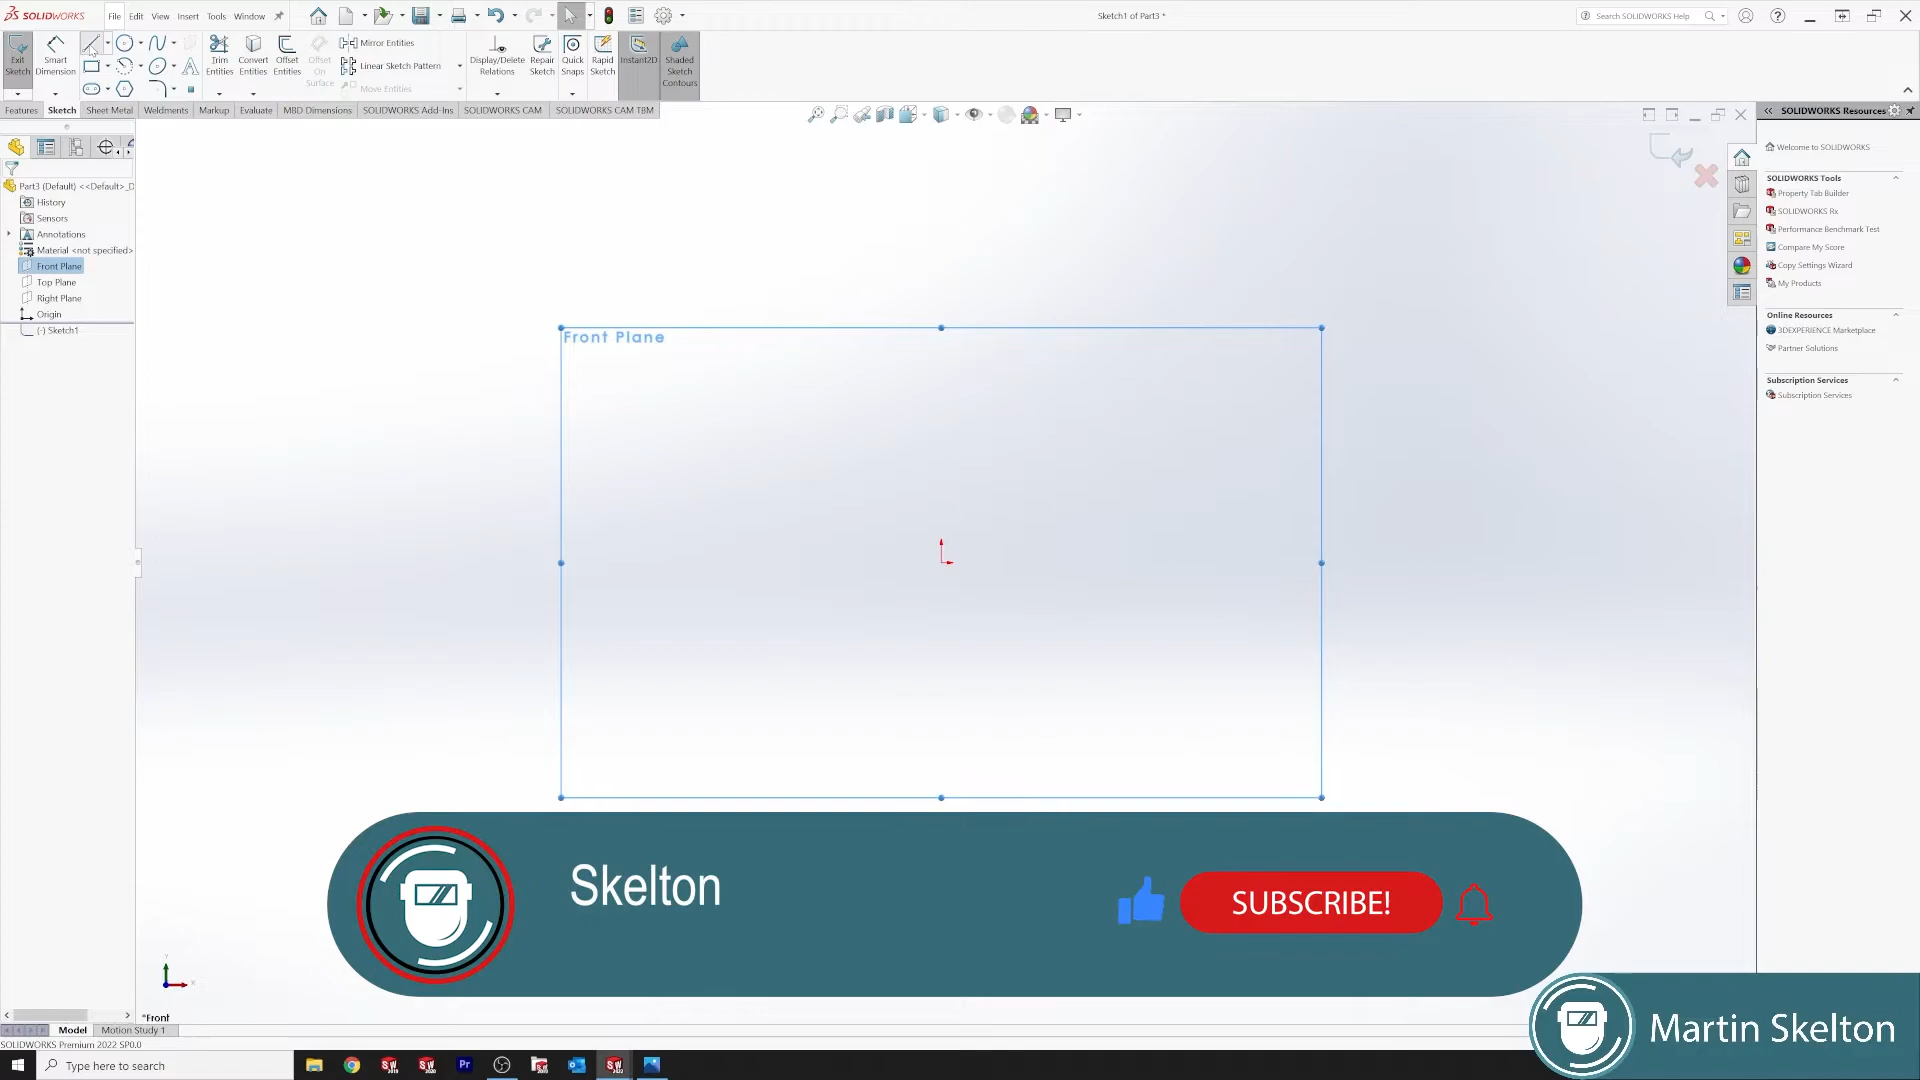 SOLIDWORKS File Edit View Insert Tools Window Sketch1 of Part3 * Search SOLIDWORKS Help
Exit Sketch
Smart Dimension
Trim Entities
Convert Entities
Offset Entities
Offset On Surface
Mirror Entities
Linear Sketch Pattern
Move Entities
Display/Delete Relations
Repair Sketch
Quick Snaps
Rapid Sketch
Instant2D
Shaded Sketch Contours
Features Sketch Sheet Metal Weldments Markup Evaluate MBD Dimensions SOLIDWORKS Add-Ins SOLIDWORKS CAM SOLIDWORKS CAM TBM
SOLIDWORKS Resources
Part3 (Default) <<Default>_D
History
Sensors
Annotations
Material <not specified>
Front Plane
Top Plane
Right Plane
Origin
(-) Sketch1
Welcome to SOLIDWORKS
SOLIDWORKS Tools
Property Tab Builder
SOLIDWORKS Rx
Performance Benchmark Test
Compare My Score
Copy Settings Wizard
My Products
Online Resources
3DEXPERIENCE Marketplace
Partner Solutions
Subscription Services
Subscription Services
Front Plane
Skelton
SUBSCRIBE!
Martin Skelton
*Front
Model Motion Study 1
SOLIDWORKS Premium 2022 SP0.0
Type here to search